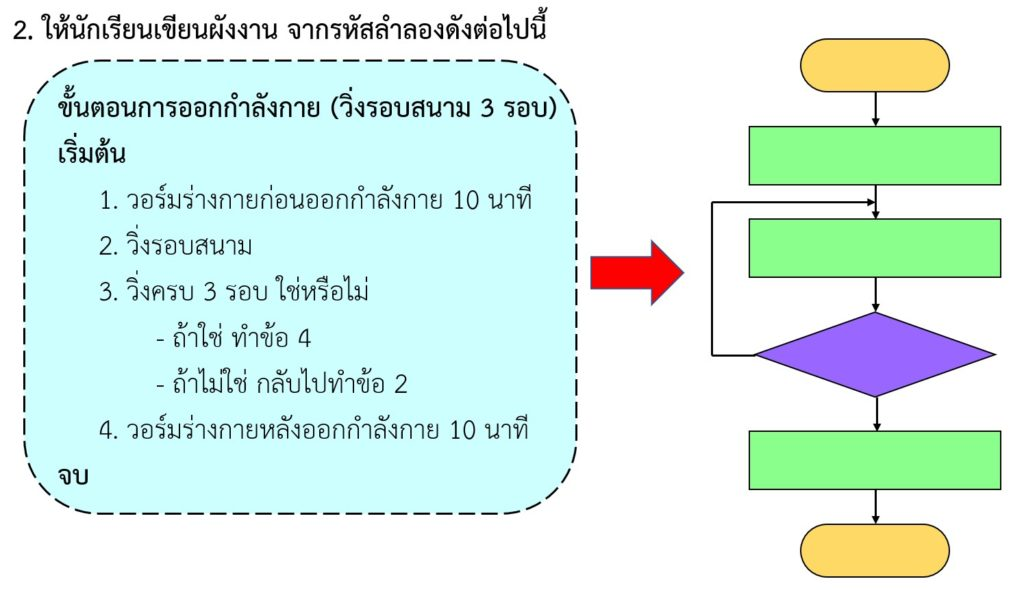 2. ให้นักเรียนเขียนผังงาน จากรหัสลำลองดังต่อไปนี้
ขั้นตอนการออกกำลังกาย (วิ่งรอบสนาม 3 รอบ)
เริ่มต้น
1. วอร์มร่างกายก่อนออกกำลังกาย 10 นาที
2. วิ่งรอบสนาม
3. วิ่งครบ 3 รอบ ใช่หรือไม่
- ถ้าใช่ ทำข้อ 4
- ถ้าไม่ใช่ กลับไปทำข้อ 2
4. วอร์มร่างกายหลังออกกำลังกาย 10 นาที
จบ